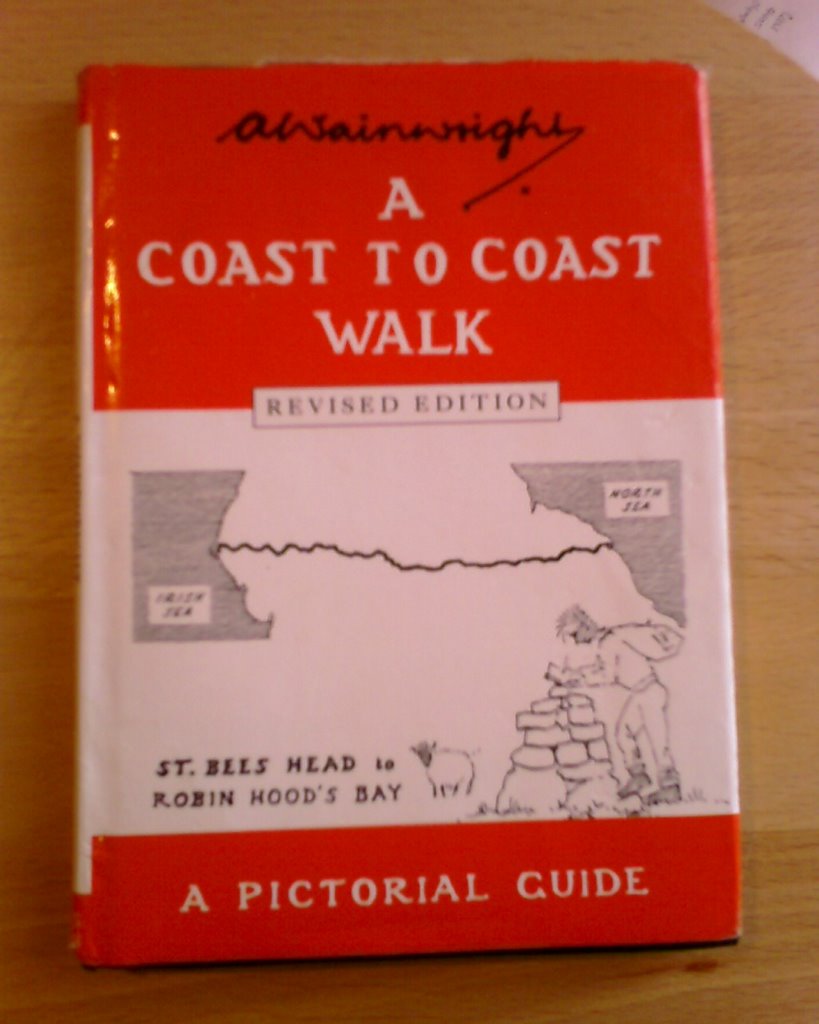 AWainwright
A
COAST TO COAST
WALK
REVISED EDITION
NORTH
SEA
IRISH
SEA
ST. BEES HEAD to
ROBIN HOOD'S BAY
A PICTORIAL GUIDE